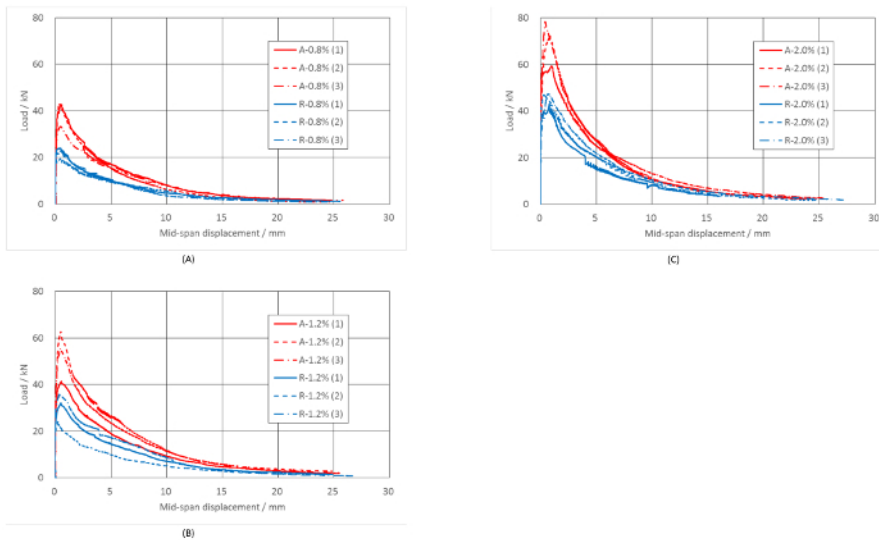 80
60
40
20
0
Load / kN
A-0.8% (1)
A-0.8% (2)
A-0.8% (3)
R-0.8% (1)
R-0.8% (2)
R-0.8% (3)
0 5 10 15 20 25 30
Mid-span displacement / mm
(A)
80
60
40
20
0
Load / kN
A-2.0% (1)
A-2.0% (2)
A-2.0% (3)
R-2.0% (1)
R-2.0% (2)
R-2.0% (3)
0 5 10 15 20 25 30
Mid-span displacement / mm
(C)
80
60
40
20
0
Load / kN
A-1.2% (1)
A-1.2% (2)
A-1.2% (3)
R-1.2% (1)
R-1.2% (2)
R-1.2% (3)
0 5 10 15 20 25 30
Mid-span displacement / mm
(B)